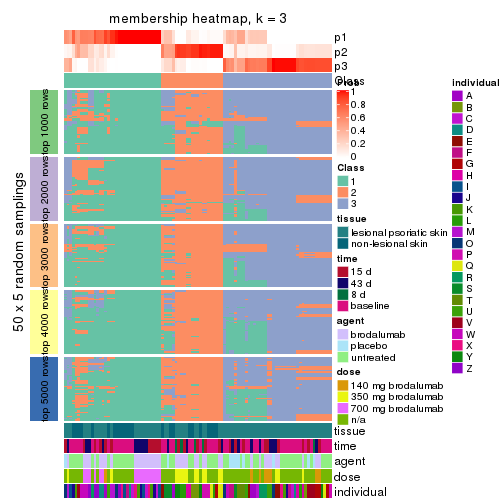 membership heatmap, k = 3
p1
p2
p3
Class
Prob
1
0.8
0.6
0.4
0.2
0
Class
1
2
3
tissue
lesional psoriatic skin
non-lesional skin
time
15 d
43 d
8 d
baseline
agent
brodalumab
placebo
untreated
dose
140 mg brodalumab
350 mg brodalumab
700 mg brodalumab
n/a
individual
A
B
C
D
E
F
G
H
I
J
K
L
M
O
P
Q
R
S
T
U
V
W
X
Y
Z
50 x 5 random samplings
top 1000 rows
top 2000 rows
top 3000 rows
top 4000 rows
top 5000 rows
tissue
time
agent
dose
individual